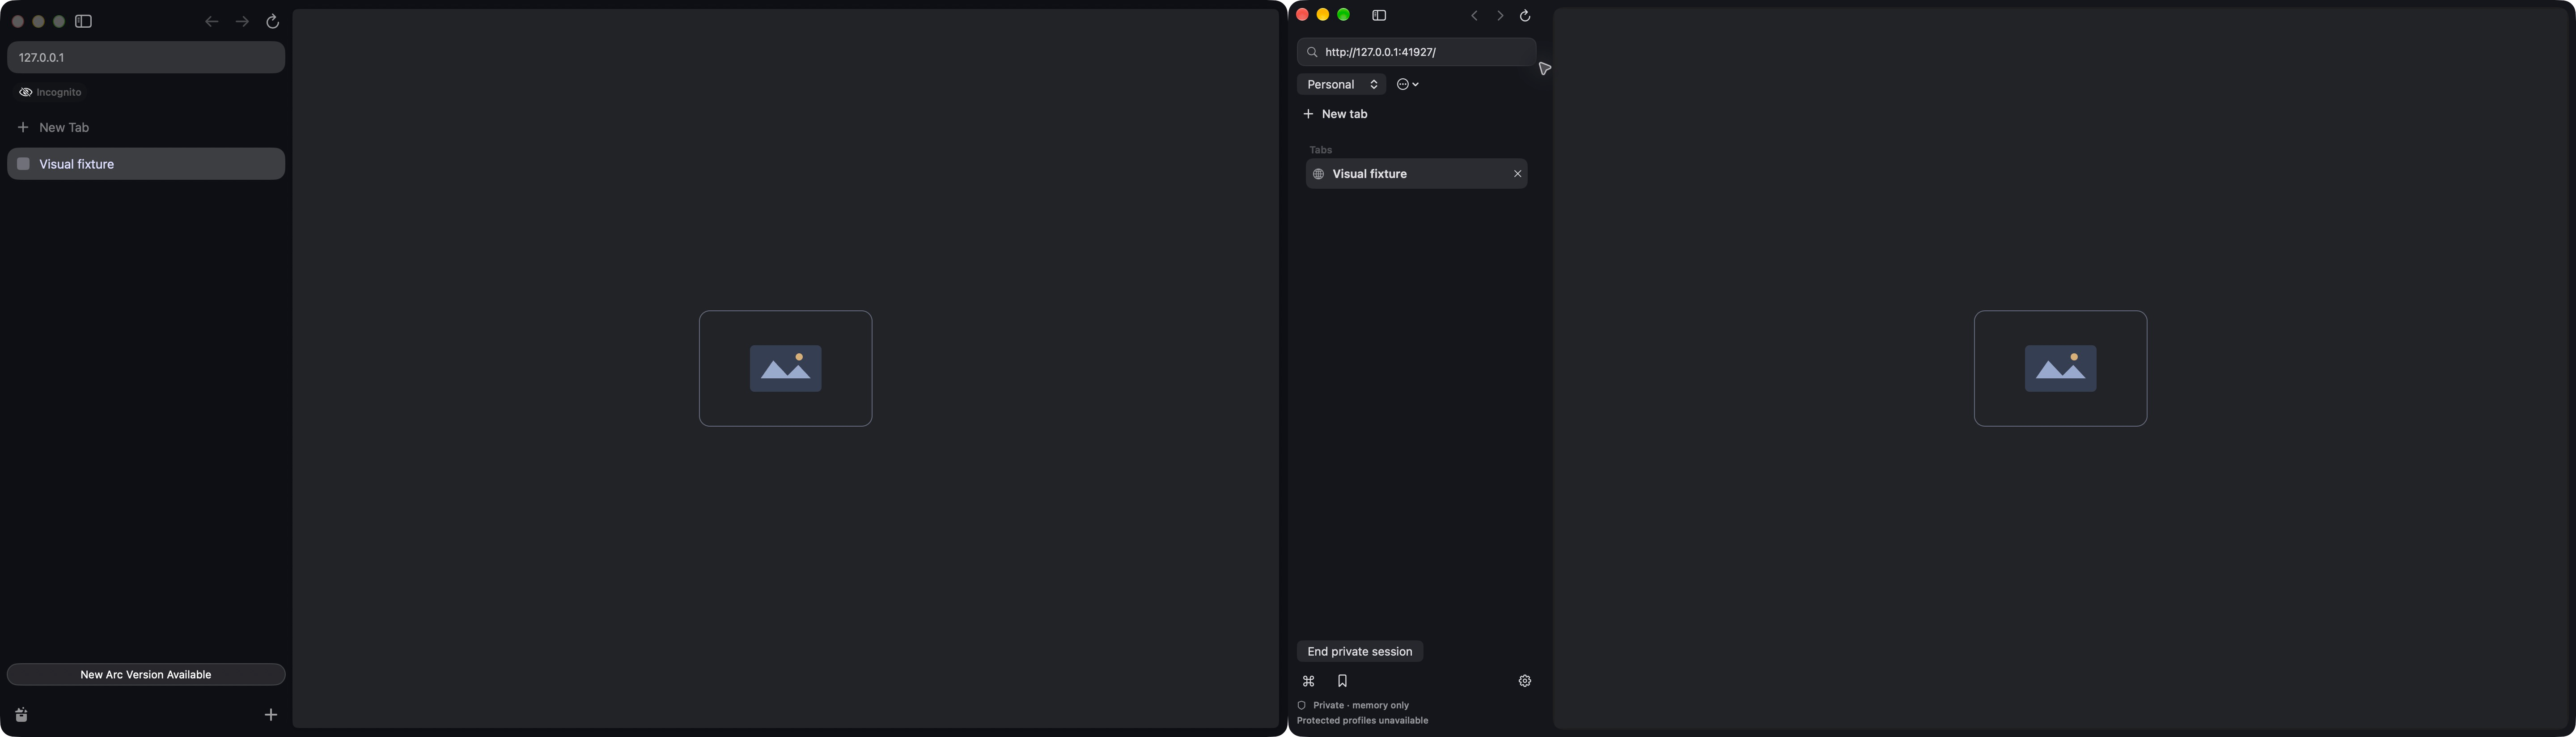 127.0.0.1
Incognito
New Tab
Visual fixture
New Arc Version Available
http://127.0.0.1:41927/
Personal
New tab
Tabs
Visual fixture
End private session
Private · memory only
Protected profiles unavailable